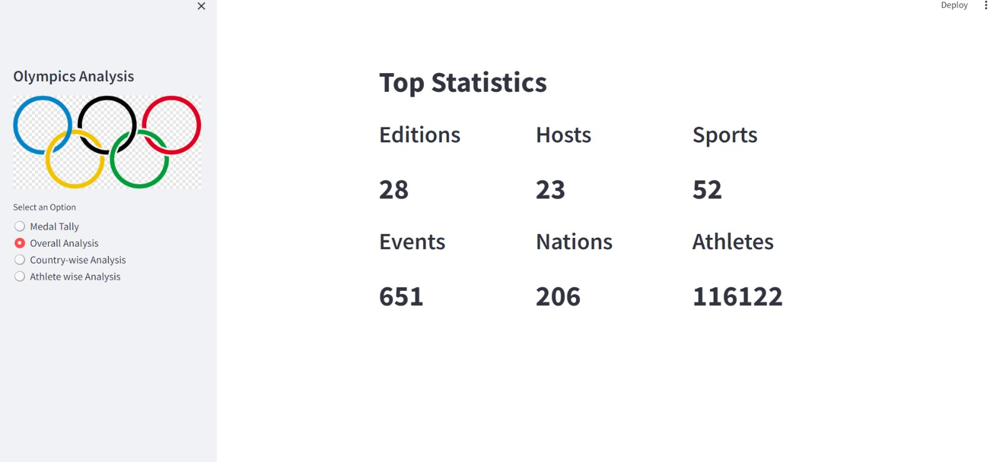 Deploy
Olympics Analysis
Select an Option
Medal Tally
Overall Analysis
Country-wise Analysis
Athlete wise Analysis
Top Statistics
Editions Hosts Sports
28 23 52
Events Nations Athletes
651 206 116122